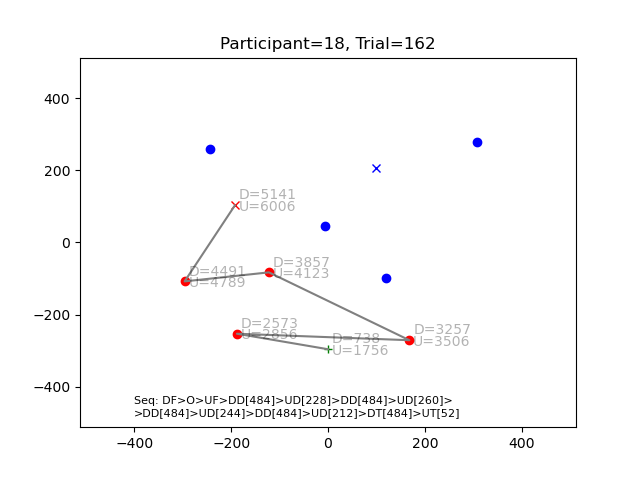 Participant=18, Trial=162
400
200
0
−200
−400
D=5141
U=6006
D=3857
U=4123
D=4491
U=4789
D=2573
U=2856
D=738
U=1756
D=3257
U=3506
Seq: DF>O>UF>DD[484]>UD[228]>DD[484]>UD[260]>
>DD[484]>UD[244]>DD[484]>UD[212]>DT[484]>UT[52]
−400 −200 0 200 400